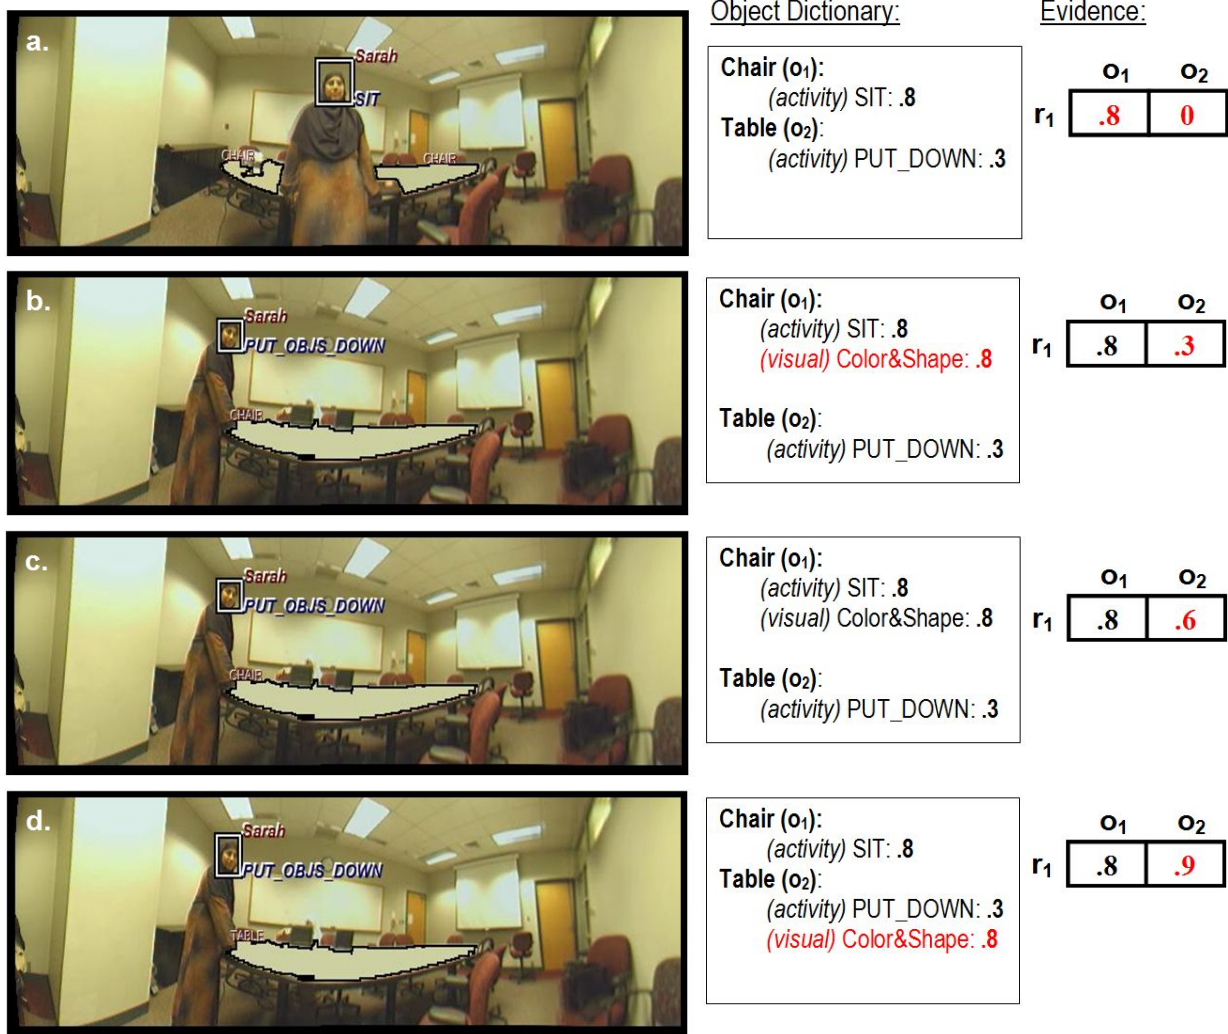 Object Dictionary:
Evidence:
a.
Sarah
SIT
CHAIR
CHAIR
Chair (o₁):
(activity) SIT: .8
Table (o₂):
(activity) PUT_DOWN: .3
o₁ o₂
r₁ .8 0
b.
Sarah
PUT_OBJS_DOWN
CHAIR
Chair (o₁):
(activity) SIT: .8
(visual) Color&Shape: .8
Table (o₂):
(activity) PUT_DOWN: .3
o₁ o₂
r₁ .8 .3
c.
Sarah
PUT_OBJS_DOWN
CHAIR
Chair (o₁):
(activity) SIT: .8
(visual) Color&Shape: .8
Table (o₂):
(activity) PUT_DOWN: .3
o₁ o₂
r₁ .8 .6
d.
Sarah
PUT_OBJS_DOWN
TABLE
Chair (o₁):
(activity) SIT: .8
Table (o₂):
(activity) PUT_DOWN: .3
(visual) Color&Shape: .8
o₁ o₂
r₁ .8 .9